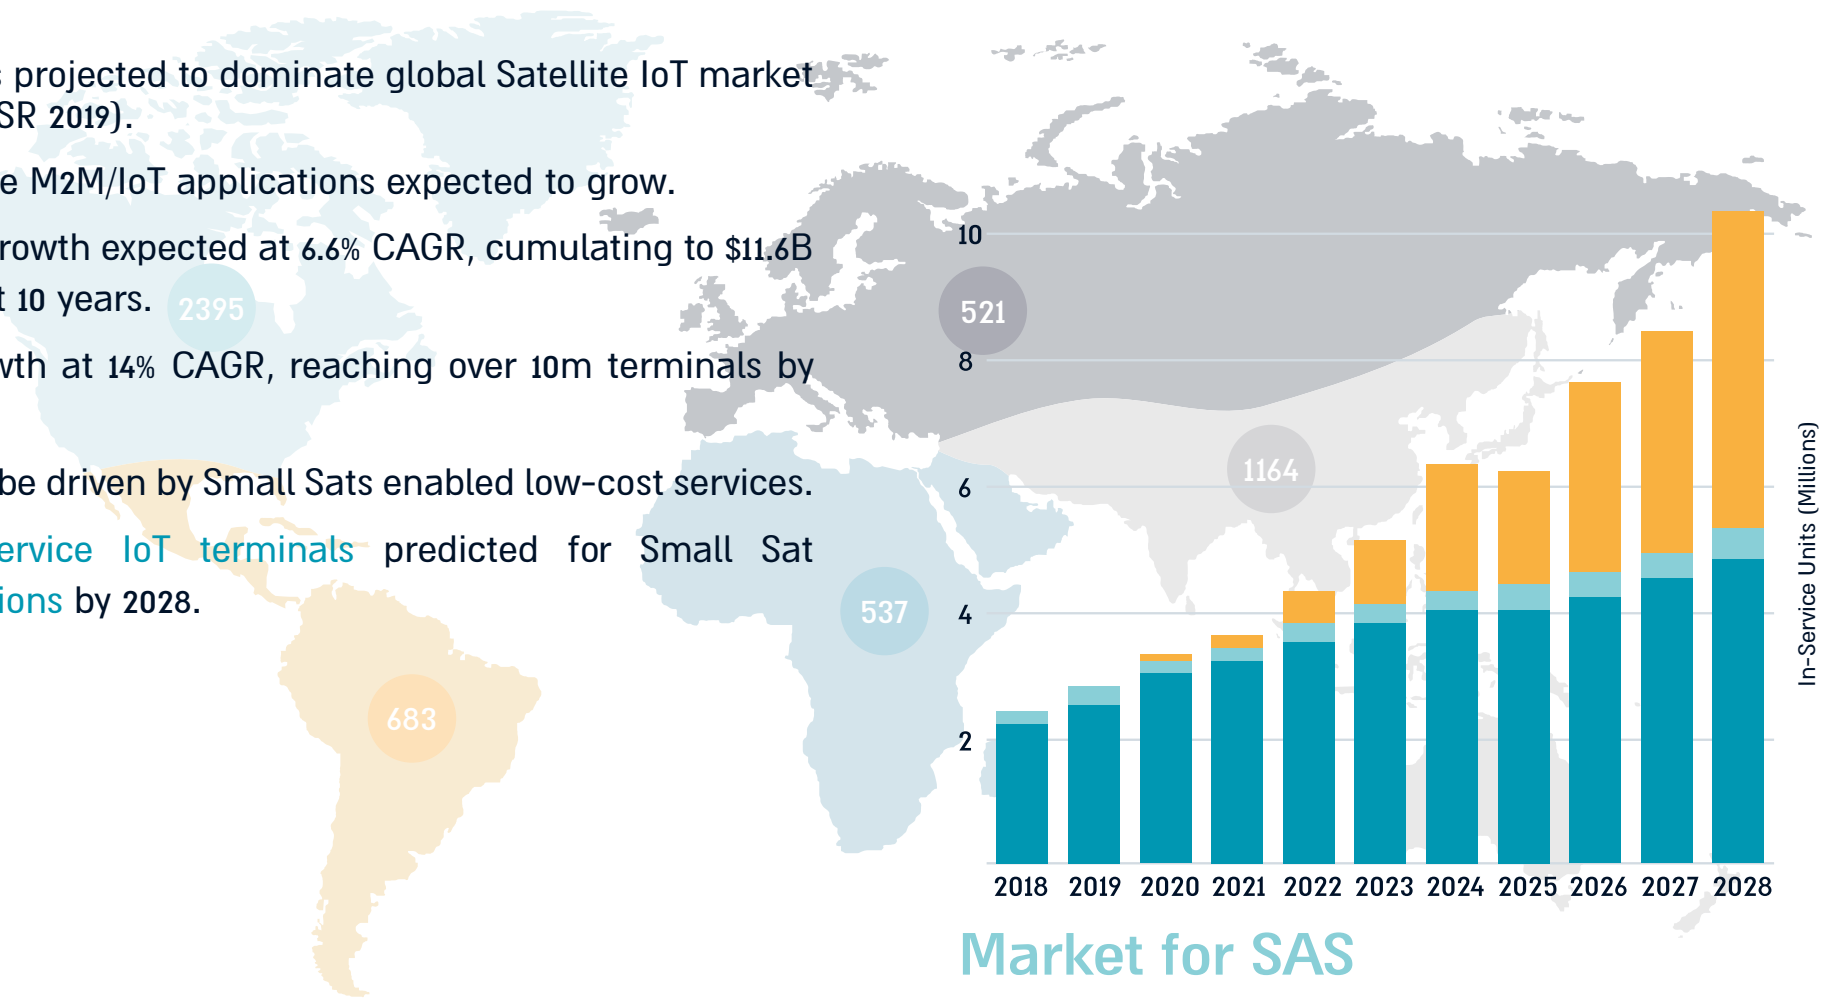 projected to dominate global Satellite IoT market
SR 2019).
M2M/IoT applications expected to grow.
expected at 6.6% CAGR, cumulating to $11.6B
10 years.
at 14% CAGR, reaching over 10m terminals by
be driven by Small Sats enabled low-cost services.
IoT terminals predicted for Small Sat
by 2028.
2395
521
1164
537
683
10
8
6
4
2
In-Service Units (Millions)
2018 2019 2020 2021 2022 2023 2024 2025 2026 2027 2028
Market for SAS